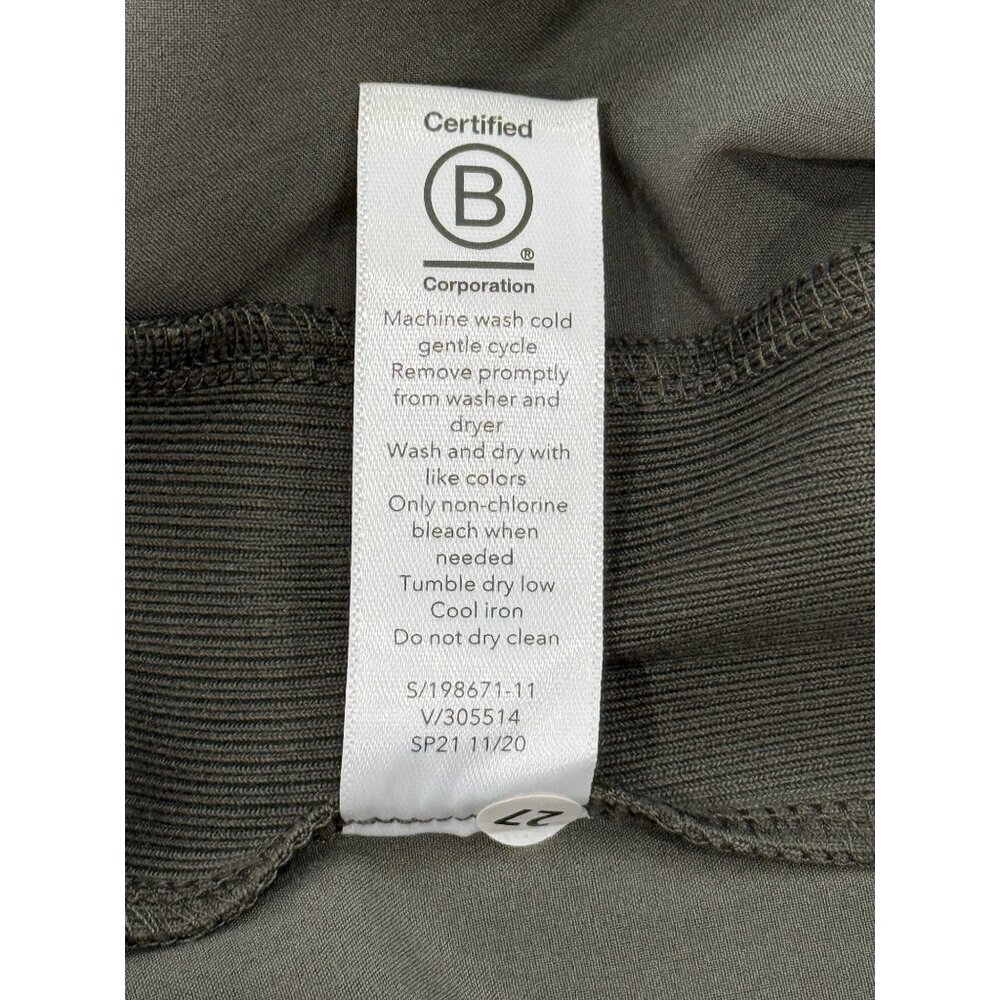 Certified
B
®
Corporation
Machine wash cold
gentle cycle
Remove promptly
from washer and
dryer
Wash and dry with
like colors
Only non-chlorine
bleach when
needed
Tumble dry low
Cool iron
Do not dry clean
S/198671-11
V/305514
SP21 11/20
27